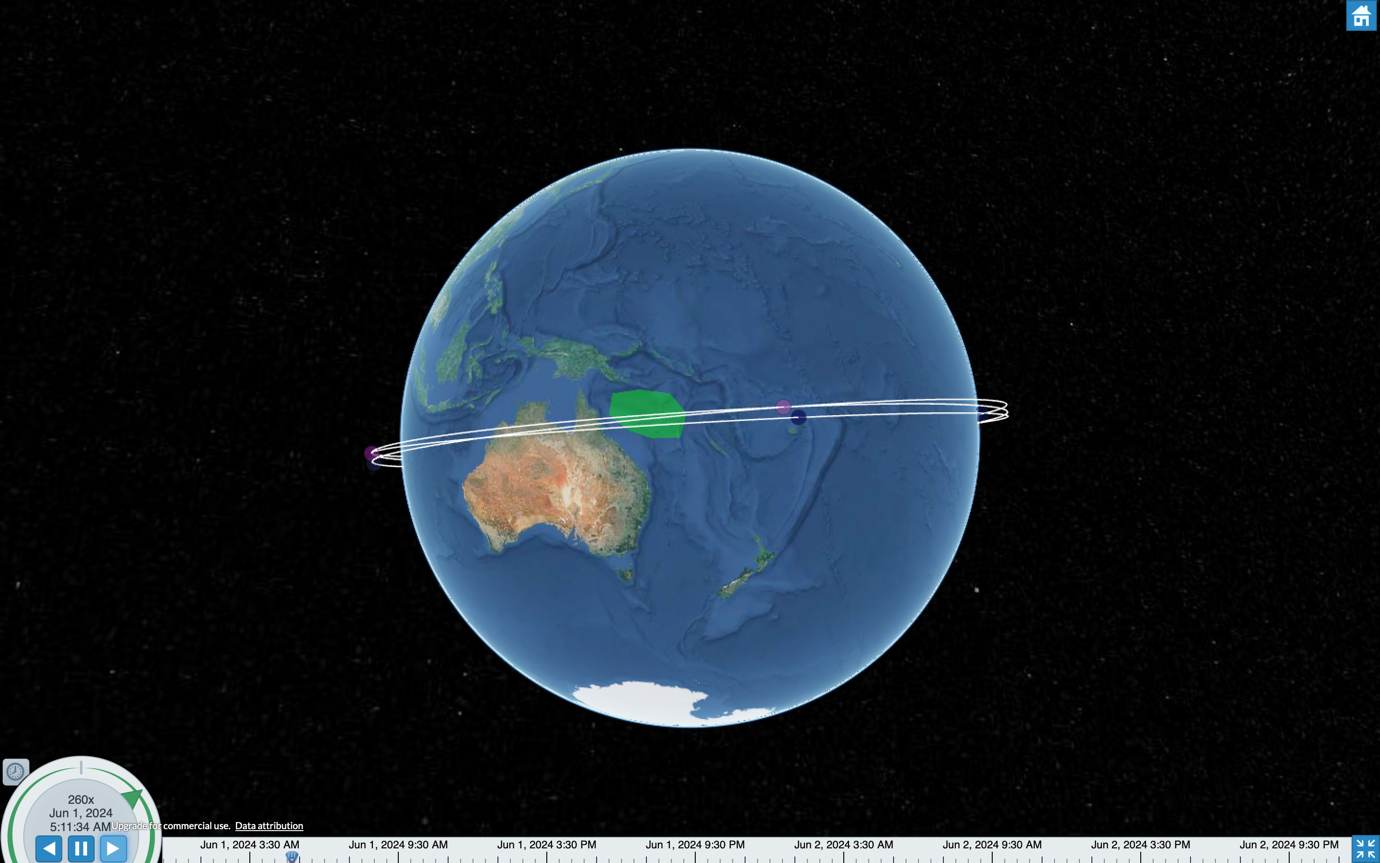 260x
Jun 1, 2024
5:11:34 AM
Upgrade for commercial use. Data attribution
Jun 1, 2024 3:30 AM Jun 1, 2024 9:30 AM Jun 1, 2024 3:30 PM Jun 1, 2024 9:30 PM Jun 2, 2024 3:30 AM Jun 2, 2024 9:30 AM Jun 2, 2024 3:30 PM Jun 2, 2024 9:30 PM